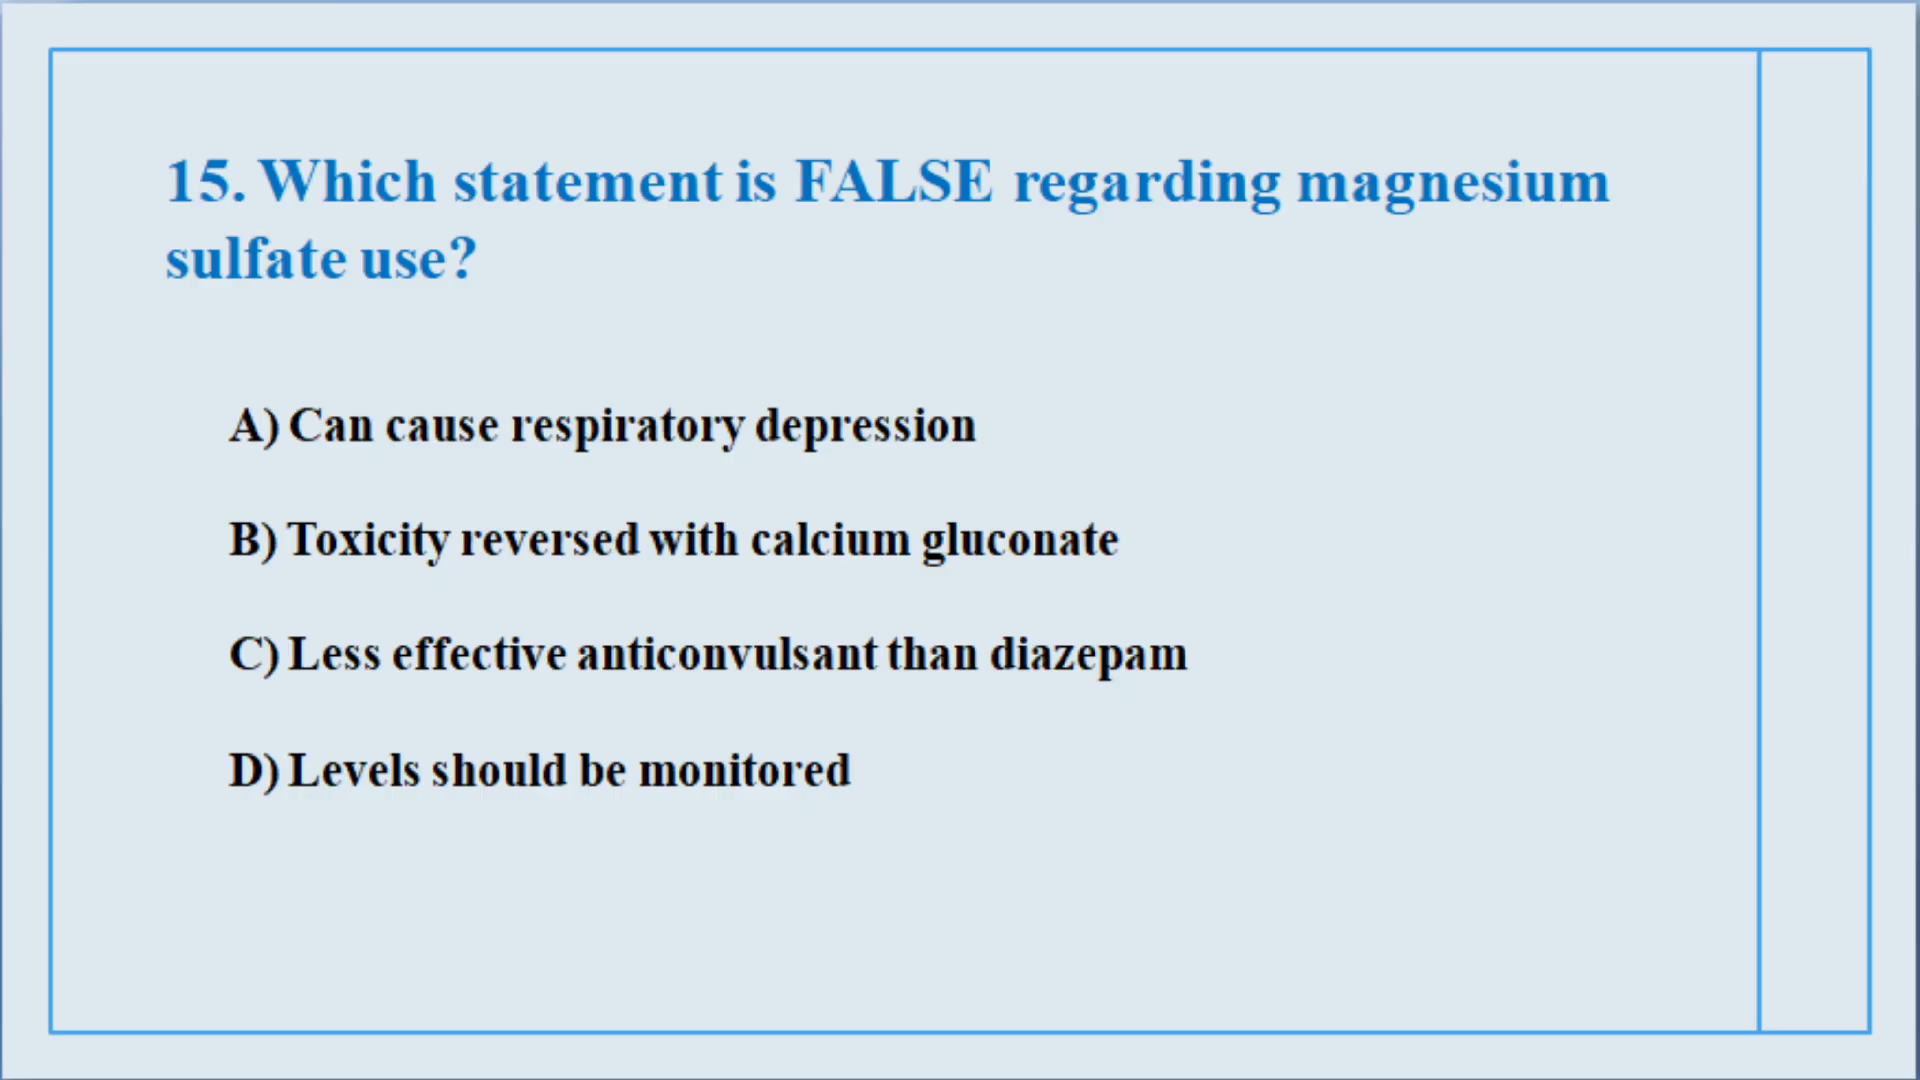 15. Which statement is FALSE regarding magnesium
sulfate use?
A) Can cause respiratory depression
B) Toxicity reversed with calcium gluconate
C) Less effective anticonvulsant than diazepam
D) Levels should be monitored